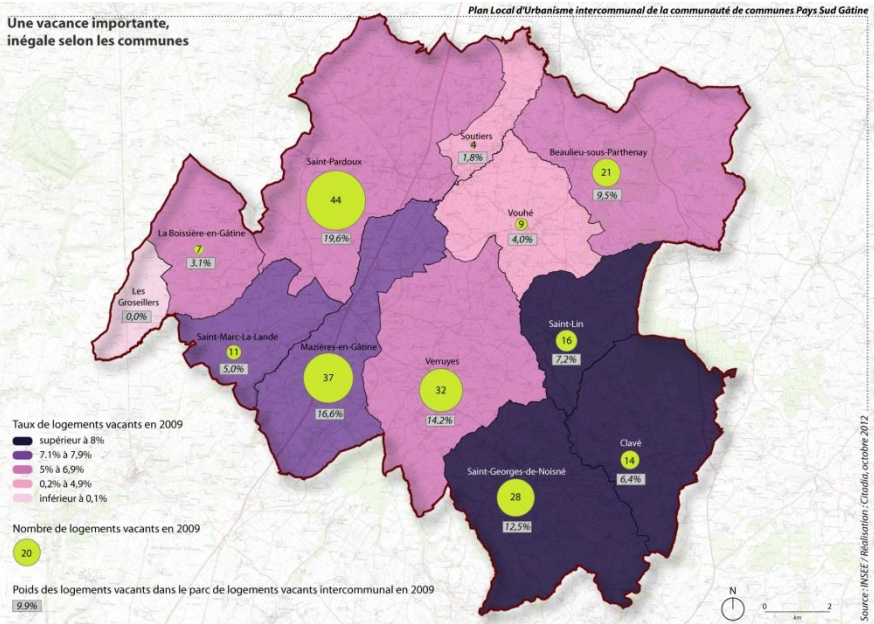 Plan Local d'Urbanisme intercommunal de la communauté de communes Pays Sud Gâtine
Une vacance importante,
inégale selon les communes
Soutiers
4
1,8%
Saint-Pardoux
44
19,6%
Beaulieu-sous-Parthenay
21
9,5%
Vouhé
9
4,0%
La Boissière-en-Gâtine
7
3.1%
Les
Groseillers
0,0%
Saint-Marc-La-Lande
11
5,0%
Mazières-en-Gâtine
37
16,6%
Verruyes
32
14.2%
Saint-Lin
16
7,2%
Clavé
14
6,4%
Saint-Georges-de-Noisné
28
12,5%
Taux de logements vacants en 2009
supérieur à 8%
7.1% à 7,9%
5% à 6,9%
0,2% à 4,9%
inférieur à 0,1%
Nombre de logements vacants en 2009
20
Poids des logements vacants dans le parc de logements vacants intercommunal en 2009
9.9%
N
0 2
km
Source : INSEE / Réalisation : Citadia, octobre 2012